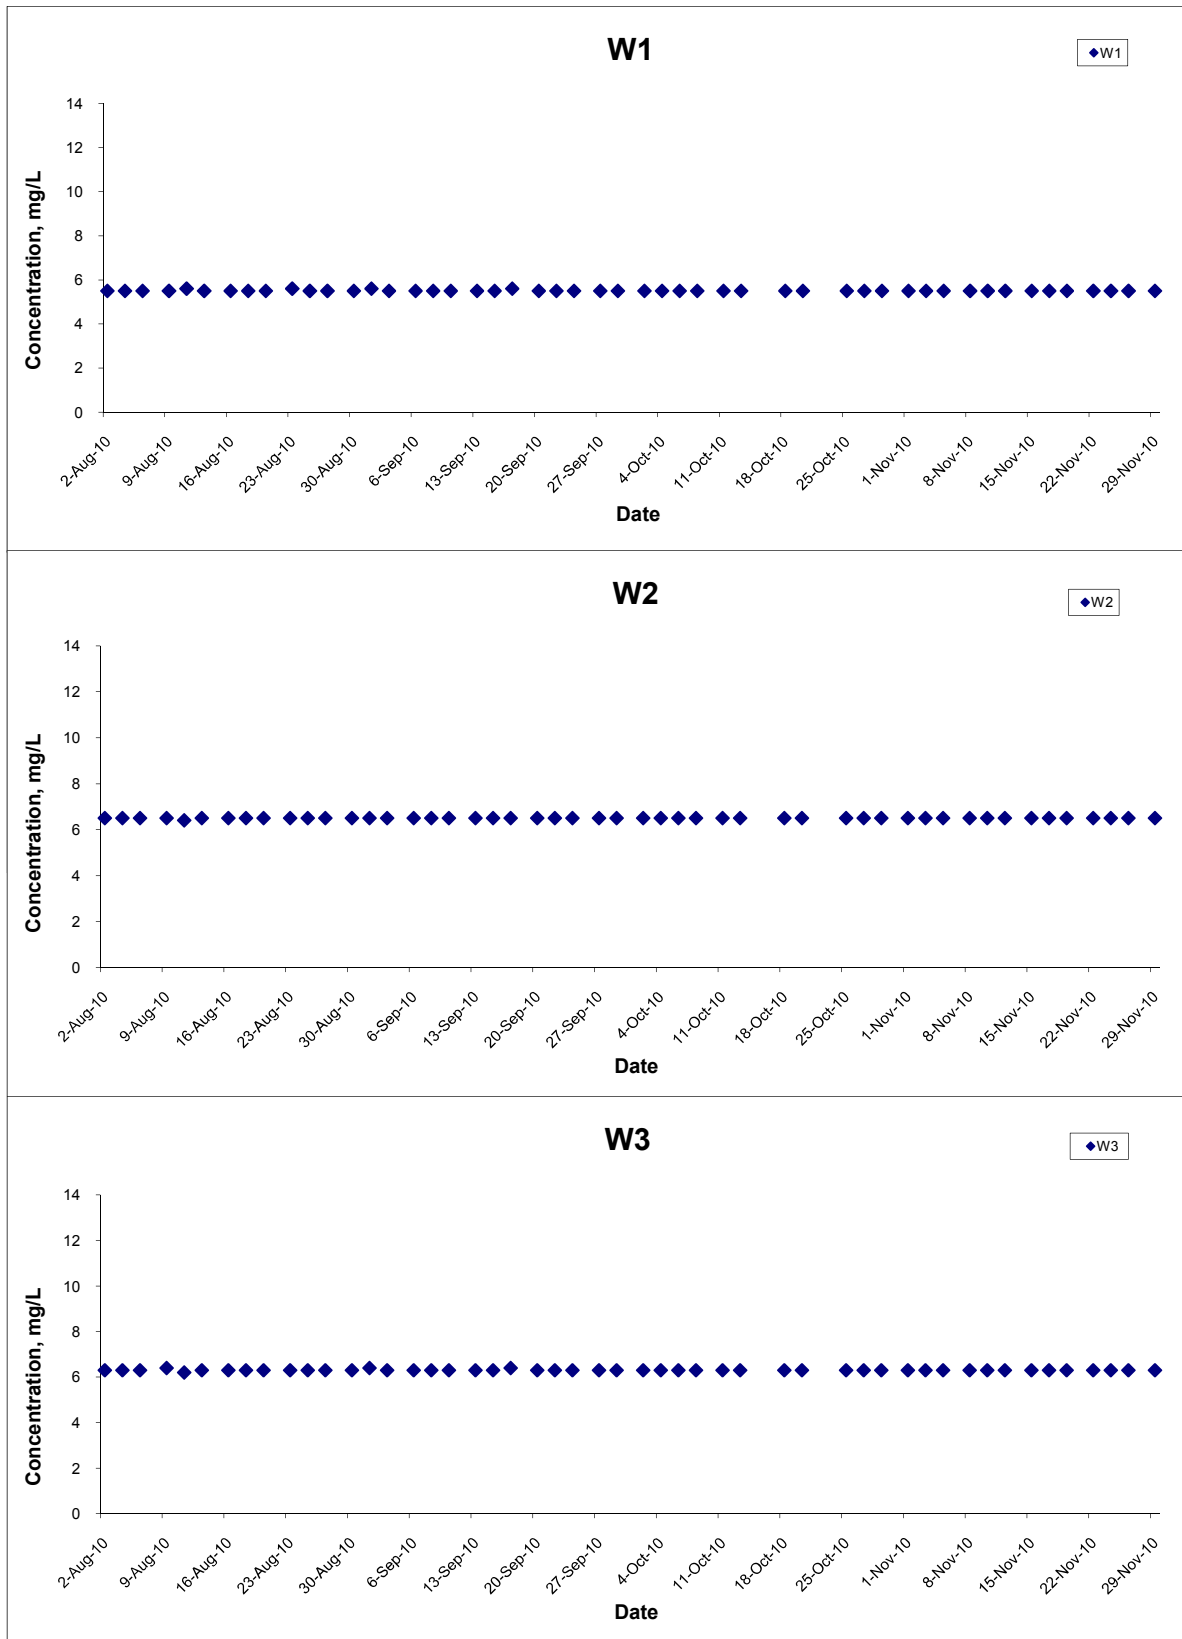 W1
W1
14
12
10
8
6
4
2
0
Concentration, mg/L
2-Aug-10
9-Aug-10
16-Aug-10
23-Aug-10
30-Aug-10
6-Sep-10
13-Sep-10
20-Sep-10
27-Sep-10
4-Oct-10
11-Oct-10
18-Oct-10
25-Oct-10
1-Nov-10
8-Nov-10
15-Nov-10
22-Nov-10
29-Nov-10
Date
W2
W2
14
12
10
8
6
4
2
0
Concentration, mg/L
2-Aug-10
9-Aug-10
16-Aug-10
23-Aug-10
30-Aug-10
6-Sep-10
13-Sep-10
20-Sep-10
27-Sep-10
4-Oct-10
11-Oct-10
18-Oct-10
25-Oct-10
1-Nov-10
8-Nov-10
15-Nov-10
22-Nov-10
29-Nov-10
Date
W3
W3
14
12
10
8
6
4
2
0
Concentration, mg/L
2-Aug-10
9-Aug-10
16-Aug-10
23-Aug-10
30-Aug-10
6-Sep-10
13-Sep-10
20-Sep-10
27-Sep-10
4-Oct-10
11-Oct-10
18-Oct-10
25-Oct-10
1-Nov-10
8-Nov-10
15-Nov-10
22-Nov-10
29-Nov-10
Date